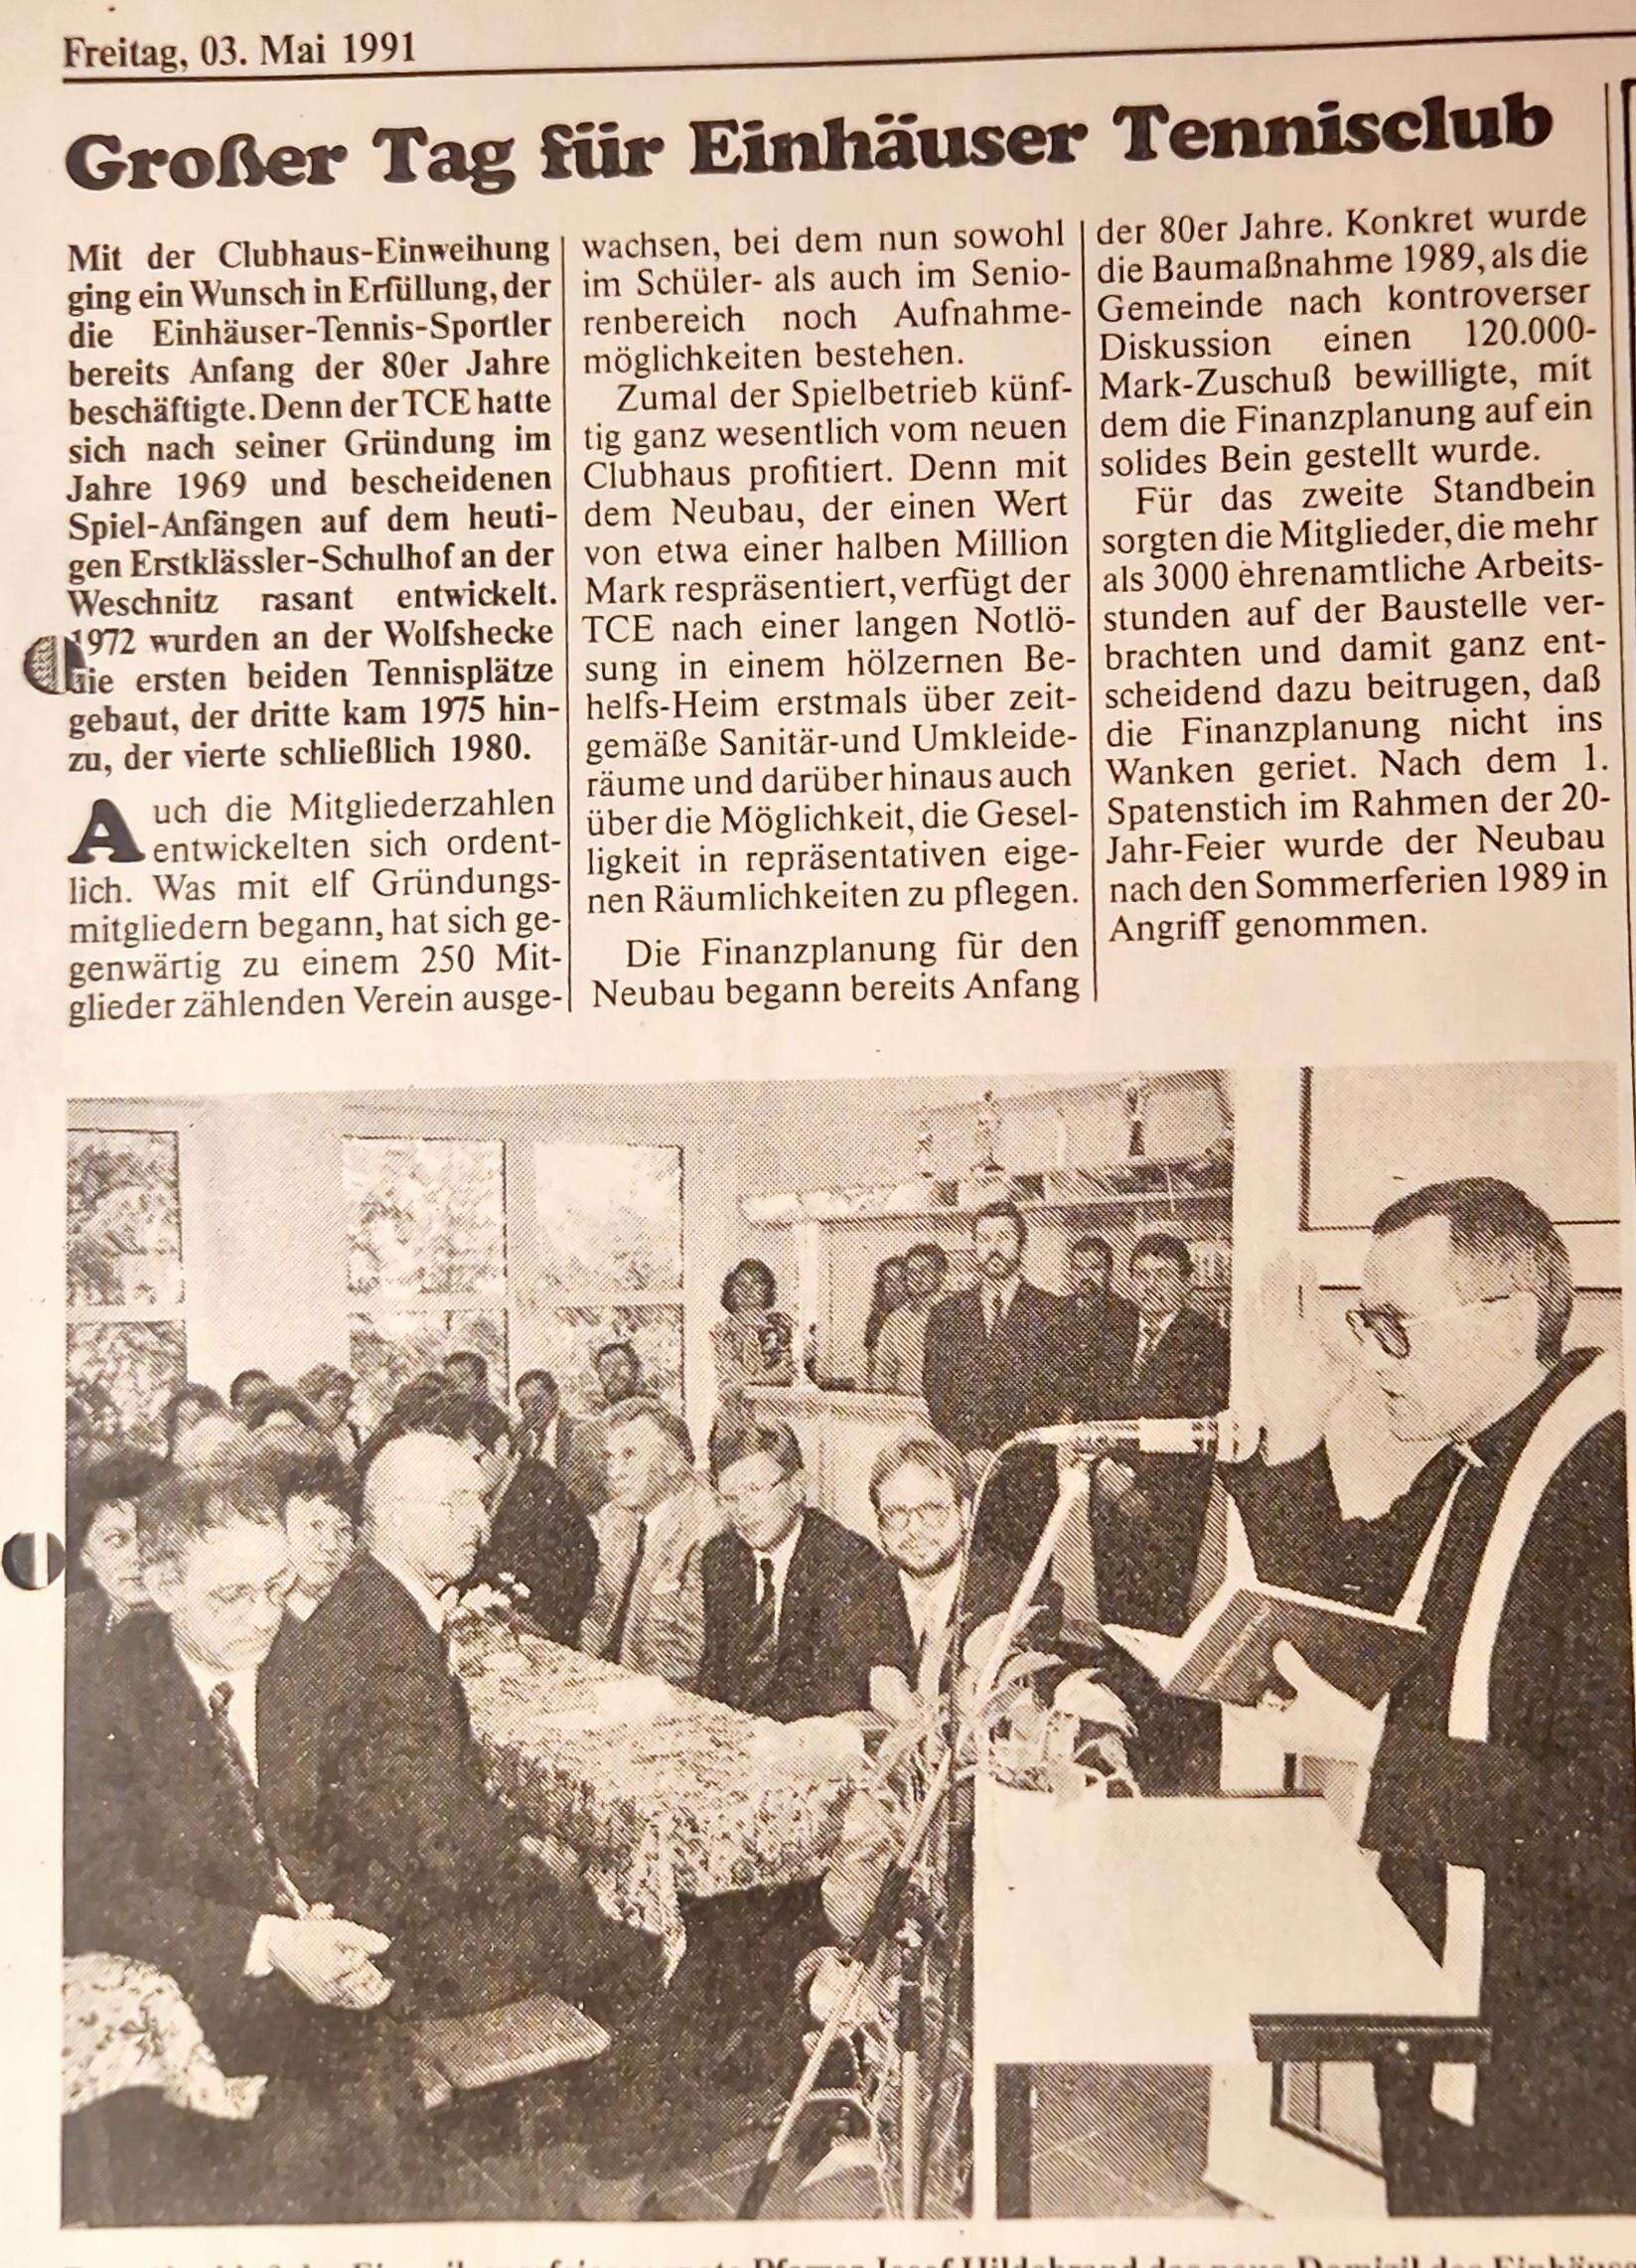 Freitag, 03. Mai 1991
Großer Tag für Einhäuser Tennisclub
Mit der Clubhaus-Einweihung
ging ein Wunsch in Erfüllung, der
die Einhäuser-Tennis-Sportler
bereits Anfang der 80er Jahre
beschäftigte. Denn der TCE hatte
sich nach seiner Gründung im
Jahre 1969 und bescheidenen
Spiel-Anfängen auf dem heuti-
gen Erstklässler-Schulhof an der
Weschnitz rasant entwickelt.
1972 wurden an der Wolfshecke
die ersten beiden Tennisplätze
gebaut, der dritte kam 1975 hin-
zu, der vierte schließlich 1980.
Auch die Mitgliederzahlen
entwickelten sich ordent-
lich. Was mit elf Gründungs-
mitgliedern begann, hat sich ge-
genwärtig zu einem 250 Mit-
glieder zählenden Verein ausge-
wachsen, bei dem nun sowohl
im Schüler- als auch im Senio-
renbereich noch Aufnahme-
möglichkeiten bestehen.
Zumal der Spielbetrieb künf-
tig ganz wesentlich vom neuen
Clubhaus profitiert. Denn mit
dem Neubau, der einen Wert
von etwa einer halben Million
Mark respräsentiert, verfügt der
TCE nach einer langen Notlö-
sung in einem hölzernen Be-
helfs-Heim erstmals über zeit-
gemäße Sanitär-und Umkleide-
räume und darüber hinaus auch
über die Möglichkeit, die Gesel-
ligkeit in repräsentativen eige-
nen Räumlichkeiten zu pflegen.
Die Finanzplanung für den
Neubau begann bereits Anfang
der 80er Jahre. Konkret wurde
die Baumaßnahme 1989, als die
Gemeinde nach kontroverser
Diskussion einen 120.000-
Mark-Zuschuß bewilligte, mit
dem die Finanzplanung auf ein
solides Bein gestellt wurde.
Für das zweite Standbein
sorgten die Mitglieder, die mehr
als 3000 ehrenamtliche Arbeits-
stunden auf der Baustelle ver-
brachten und damit ganz ent-
scheidend dazu beitrugen, daß
die Finanzplanung nicht ins
Wanken geriet. Nach dem 1.
Spatenstich im Rahmen der 20-
Jahr-Feier wurde der Neubau
nach den Sommerferien 1989 in
Angriff genommen.
Pfarrer Josef Hildebrand das neue Domizil des